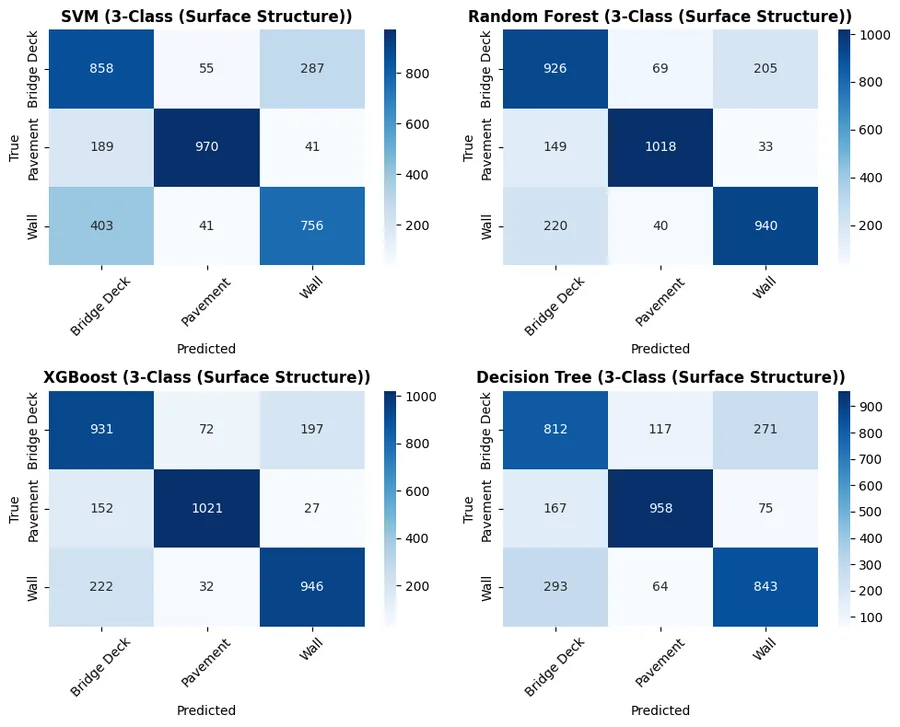 SVM (3-Class (Surface Structure))
True
Bridge Deck
Pavement
Wall
858 55 287
189 970 41
403 41 756
Bridge Deck Pavement Wall
Predicted
800
600
400
200
Random Forest (3-Class (Surface Structure))
True
Bridge Deck
Pavement
Wall
926 69 205
149 1018 33
220 40 940
Bridge Deck Pavement Wall
Predicted
1000
800
600
400
200
XGBoost (3-Class (Surface Structure))
True
Bridge Deck
Pavement
Wall
931 72 197
152 1021 27
222 32 946
Bridge Deck Pavement Wall
Predicted
1000
800
600
400
200
Decision Tree (3-Class (Surface Structure))
True
Bridge Deck
Pavement
Wall
812 117 271
167 958 75
293 64 843
Bridge Deck Pavement Wall
Predicted
900
800
700
600
500
400
300
200
100